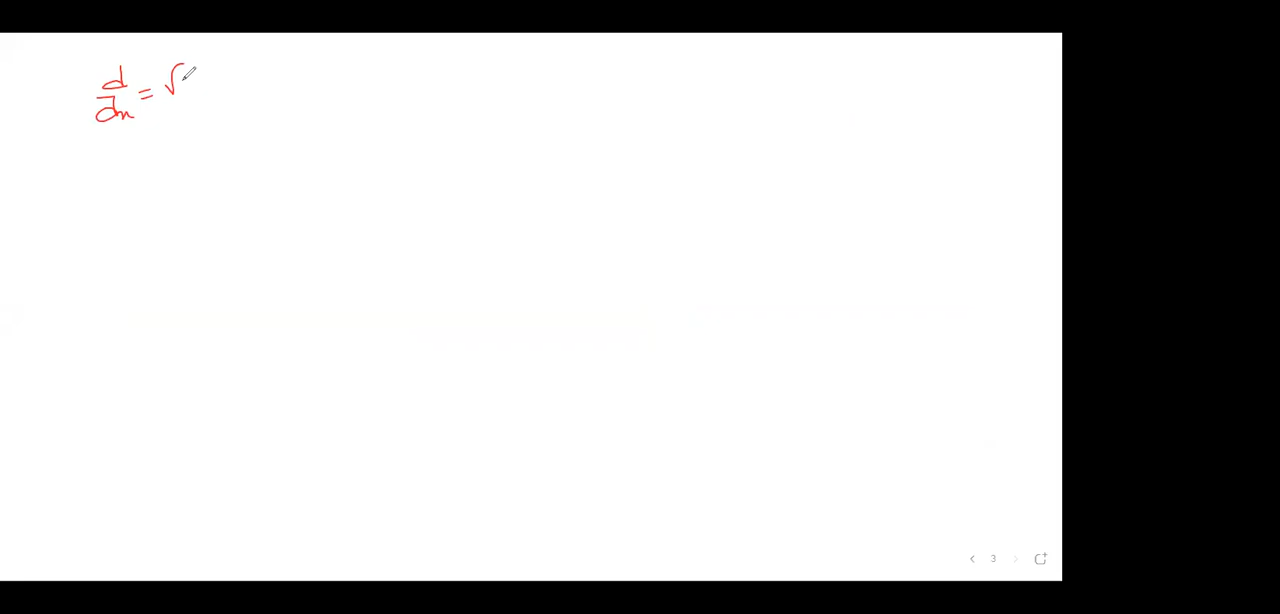 d/dn = √
3